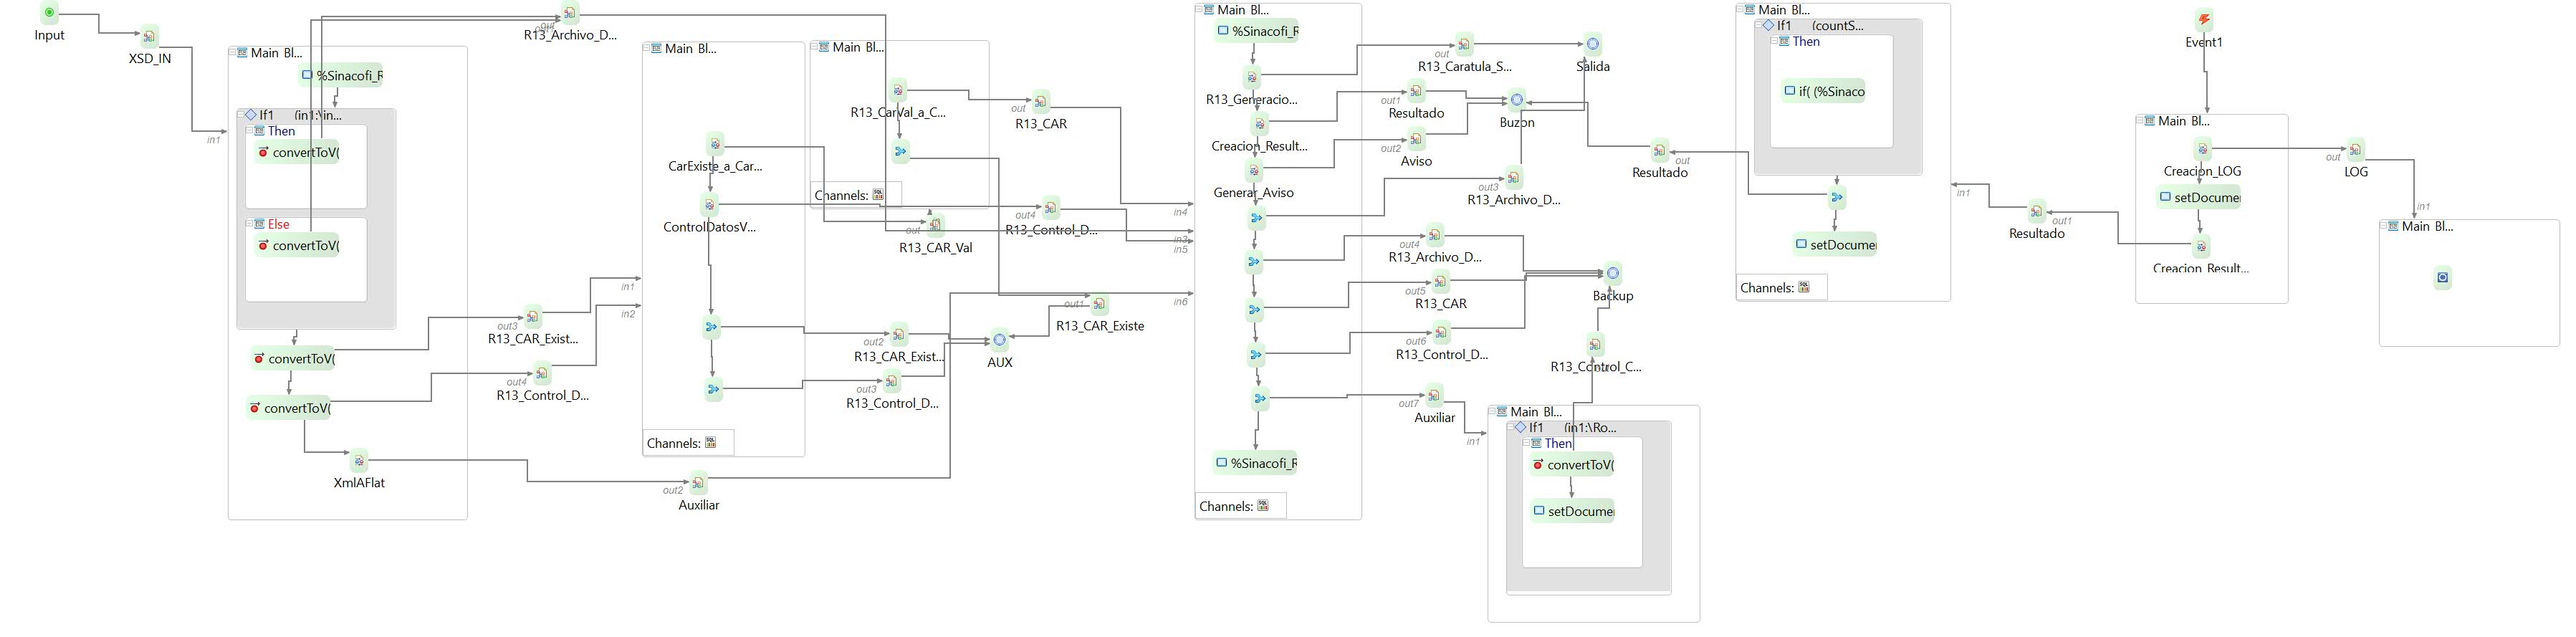 Input
XSD_IN
in1
Main Bl...
%Sinacofi_R
If1 (in1:\in...
Then
convertToV(
Else
convertToV(
convertToV(
convertToV(
XmlAFlat
out
R13_Archivo_D...
out3
R13_CAR_Exist...
out4
R13_Control_D...
out2
Auxiliar
in1
in2
Main Bl...
CarExiste_a_Car...
ControlDatosV...
Channels:
Main Bl...
R13_CarVal_a_C...
Channels:
out
R13_CAR
out4
R13_Control_D...
out
R13_CAR_Val
out1
R13_CAR_Existe
out2
R13_CAR_Exist...
AUX
out3
R13_Control_D...
in4
in3
in5
in6
Main Bl...
%Sinacofi_R
R13_Generacio...
Creacion_Result...
Generar_Aviso
%Sinacofi_R
Channels:
out
R13_Caratula_S...
Salida
out1
Resultado
Buzon
out2
Aviso
out3
R13_Archivo_D...
out4
R13_Archivo_D...
out5
R13_CAR
Backup
out6
R13_Control_D...
R13_Control_C...
out7
Auxiliar
in1
Main Bl...
If1 (in1:\Ro...
Then
convertToV(
setDocume
out
Resultado
Main Bl...
If1 (countS...
Then
if( (%Sinaco
setDocume
Channels:
in1
out1
Resultado
Event1
Main Bl...
Creacion_LOG
setDocume
Creacion_Result...
out
LOG
in1
Main Bl...